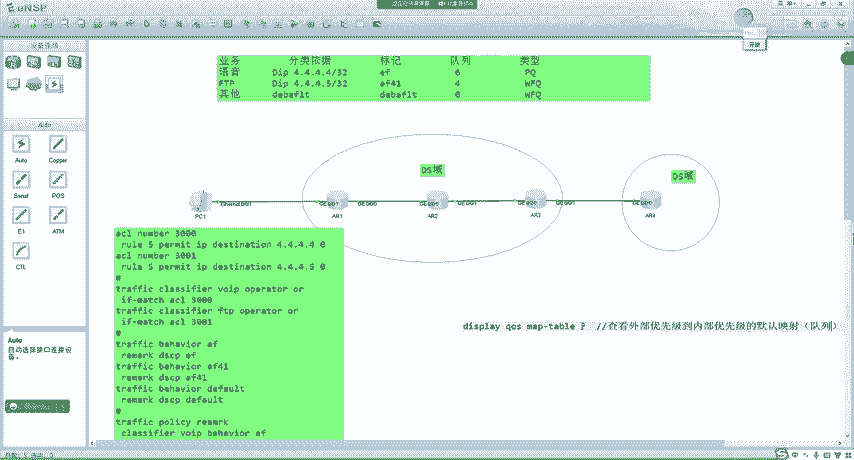 eNSP
设备连线
业务 分类依据 标记 队列 类型
语音 Dip 4.4.4.4/32 ef 6 PQ
FTP Dip 4.4.4.5/32 af41 4 WFQ
其他 debaflt debaflt 0 WFQ
Auto
Auto Copper
Serial POS
E1 ATM
CTL
DS域
DS域
PC1 AR1 AR2 AR3 AR4
acl number 3000
rule 5 permit ip destination 4.4.4.4 0
acl number 3001
rule 5 permit ip destination 4.4.4.5 0
#
traffic classifier voip operator or
if-match acl 3000
traffic classifier ftp operator or
if-match acl 3001
#
traffic behavior ef
remark dscp ef
traffic behavior af41
remark dscp af41
traffic behavior default
remark dscp default
#
traffic policy remark
classifier voip behavior ef
display qos map-table ? //查看外部优先级到内部优先级的默认映射（队列）
Auto
自动选择接口连接设备。